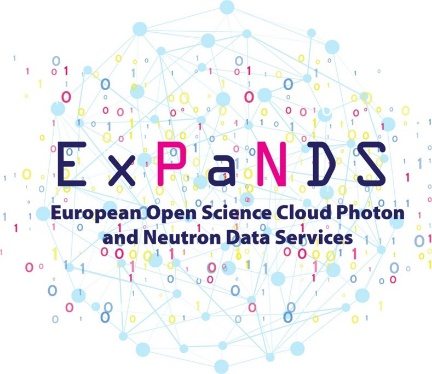 ExPaNDS
European Open Science Cloud Photon
and Neutron Data Services